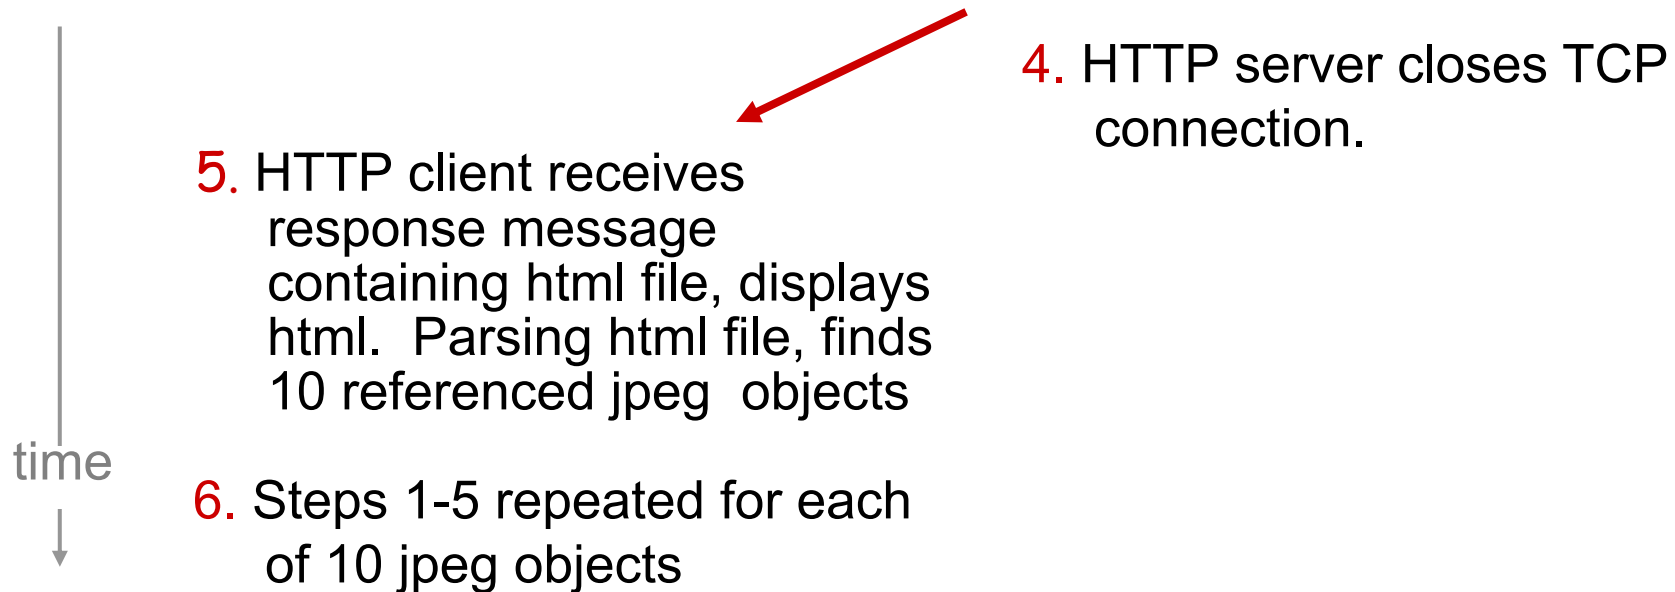 4. HTTP server closes TCP
connection.
5. HTTP client receives
response message
containing html file, displays
html.  Parsing html file, finds
10 referenced jpeg  objects
time
6. Steps 1-5 repeated for each
of 10 jpeg objects